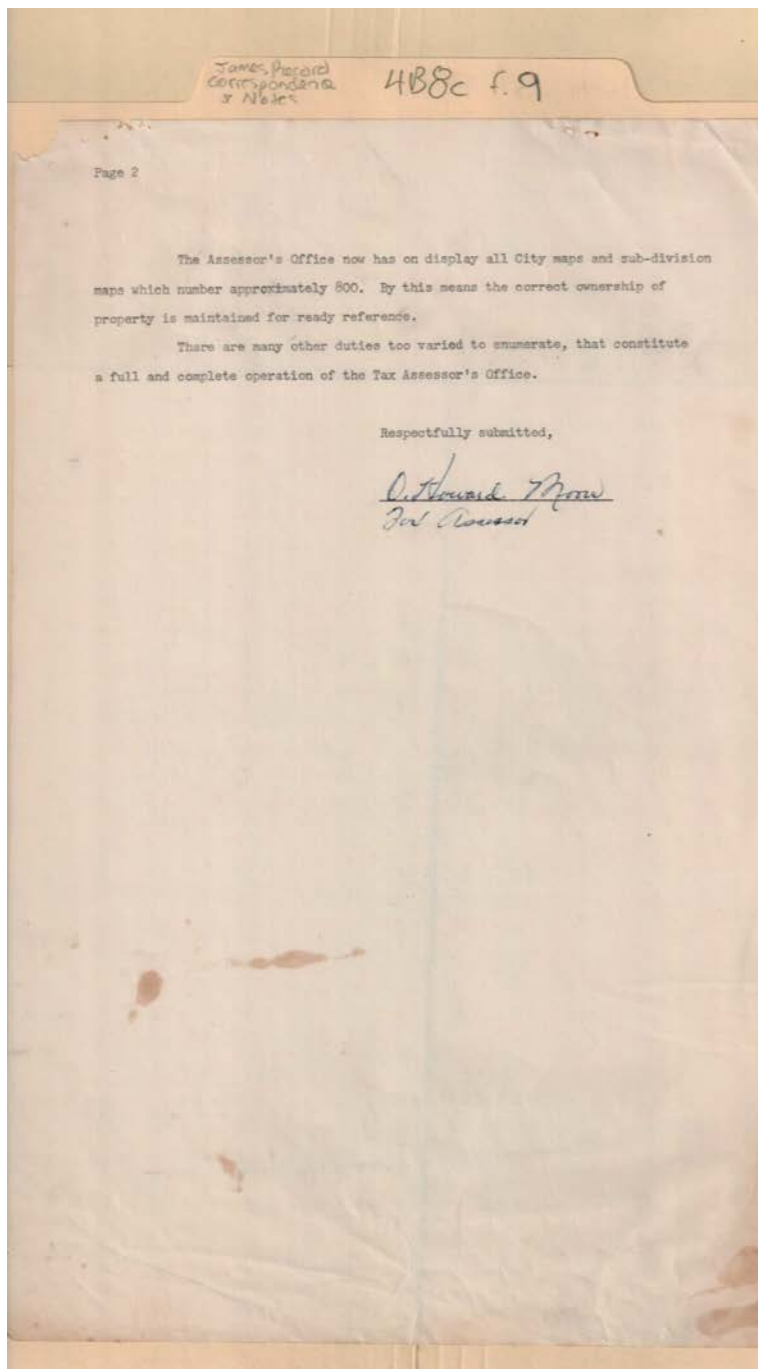 James Record
Correspondence
& Notes
4B8c f.9
Page 2
The Assessor's Office now has on display all City maps and sub-division
maps which number approximately 800. By this means the correct ownership of
property is maintained for ready reference.
There are many other duties too varied to enumerate, that constitute
a full and complete operation of the Tax Assessor's Office.
Respectfully submitted,
O. Howard Moore
Tax Assessor